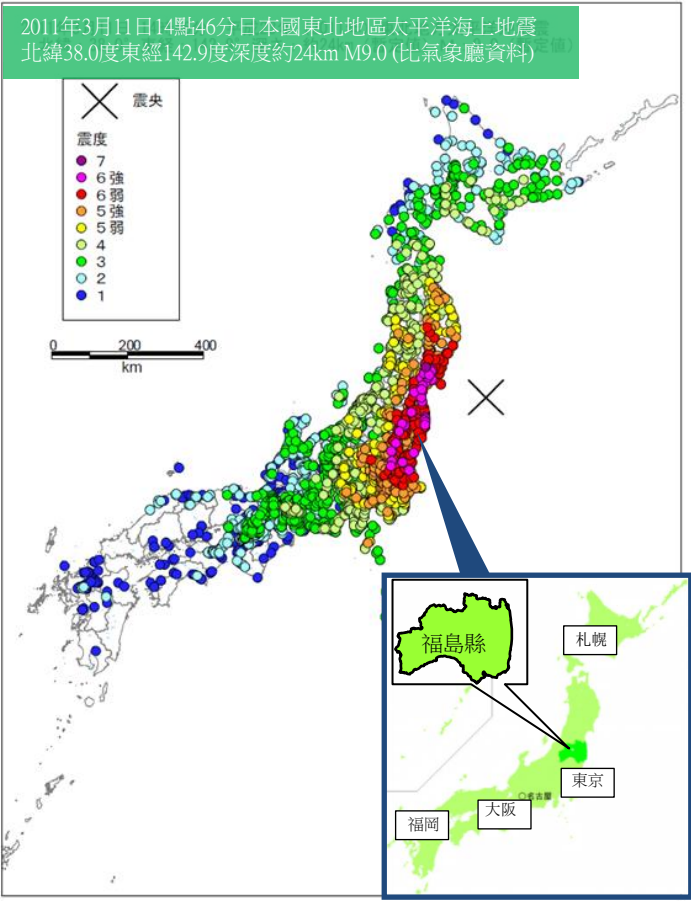 2011年3月11日14點46分日本國東北地區太平洋海上地震
北緯38.0度東經142.9度深度約24km M9.0 (比氣象廳資料)
震央
震度
7
6強
6弱
5強
5弱
4
3
2
1
0 200 400
km
福島縣
札幌
東京
名古屋
大阪
福岡